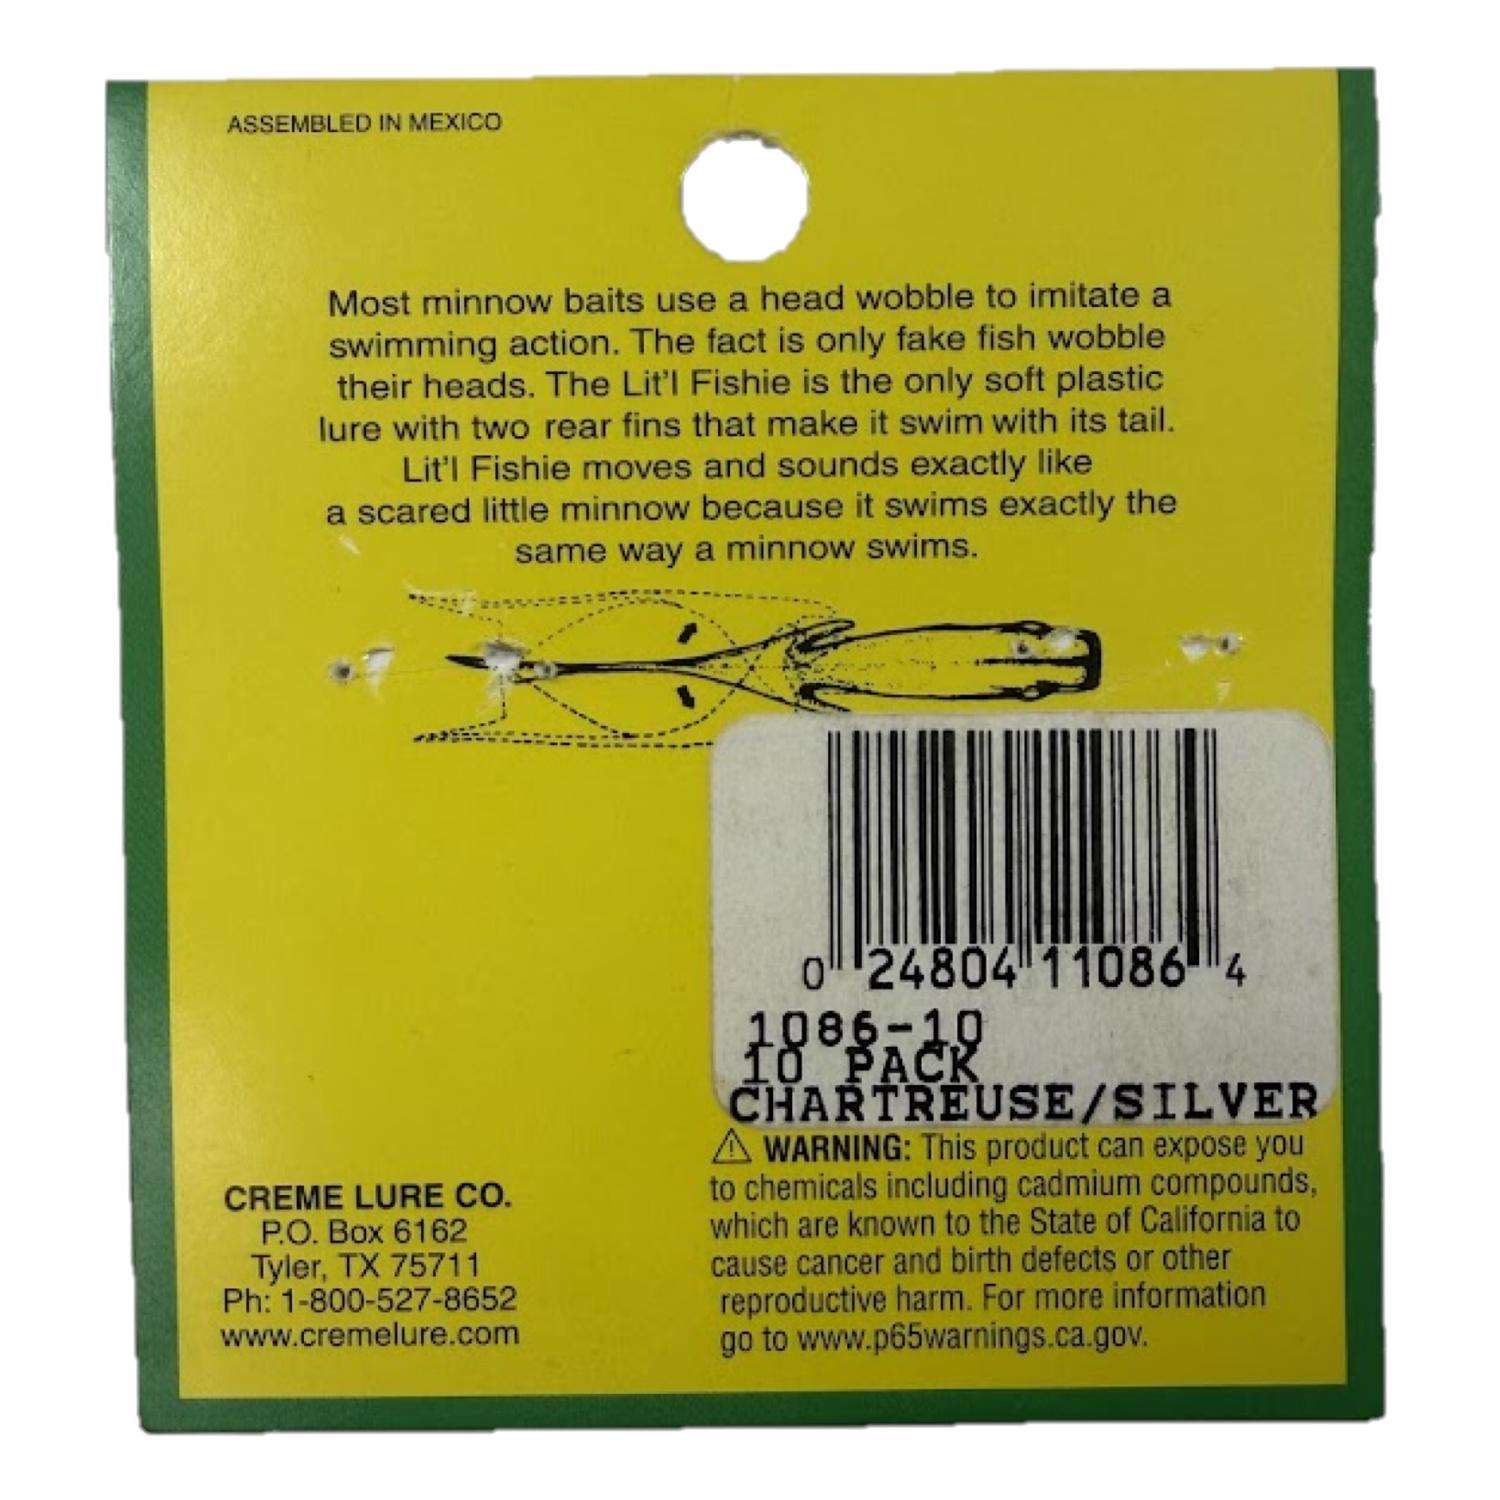 ASSEMBLED IN MEXICO
Most minnow baits use a head wobble to imitate a
swimming action. The fact is only fake fish wobble
their heads. The Lit'l Fishie is the only soft plastic
lure with two rear fins that make it swim with its tail.
Lit'l Fishie moves and sounds exactly like
a scared little minnow because it swims exactly the
same way a minnow swims.
0 24804 11086 4
1086-10
10 PACK
CHARTREUSE/SILVER
⚠ WARNING: This product can expose you
to chemicals including cadmium compounds,
which are known to the State of California to
cause cancer and birth defects or other
reproductive harm. For more information
go to www.p65warnings.ca.gov.
CREME LURE CO.
P.O. Box 6162
Tyler, TX 75711
Ph: 1-800-527-8652
www.cremelure.com